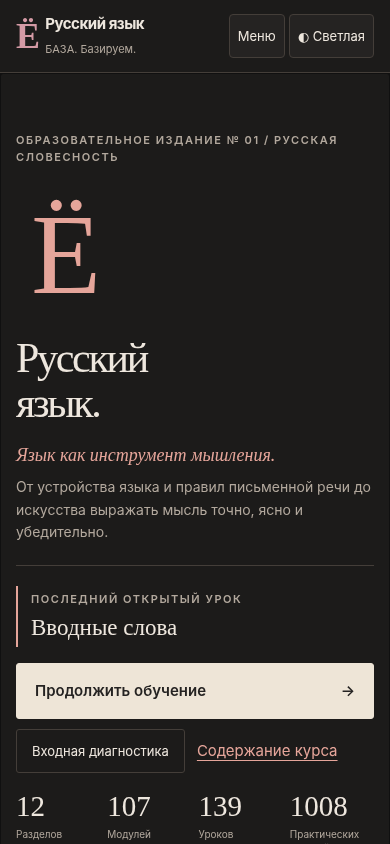 Ё Русский язык
БАЗА. Базируем.
Меню
◐ Светлая
ОБРАЗОВАТЕЛЬНОЕ ИЗДАНИЕ № 01 / РУССКАЯ
СЛОВЕСНОСТЬ
Ё
Русский
язык.
Язык как инструмент мышления.
От устройства языка и правил письменной речи до
искусства выражать мысль точно, ясно и
убедительно.
ПОСЛЕДНИЙ ОТКРЫТЫЙ УРОК
Вводные слова
Продолжить обучение →
Входная диагностика
Содержание курса
12 107 139 1008
Разделов Модулей Уроков Практических